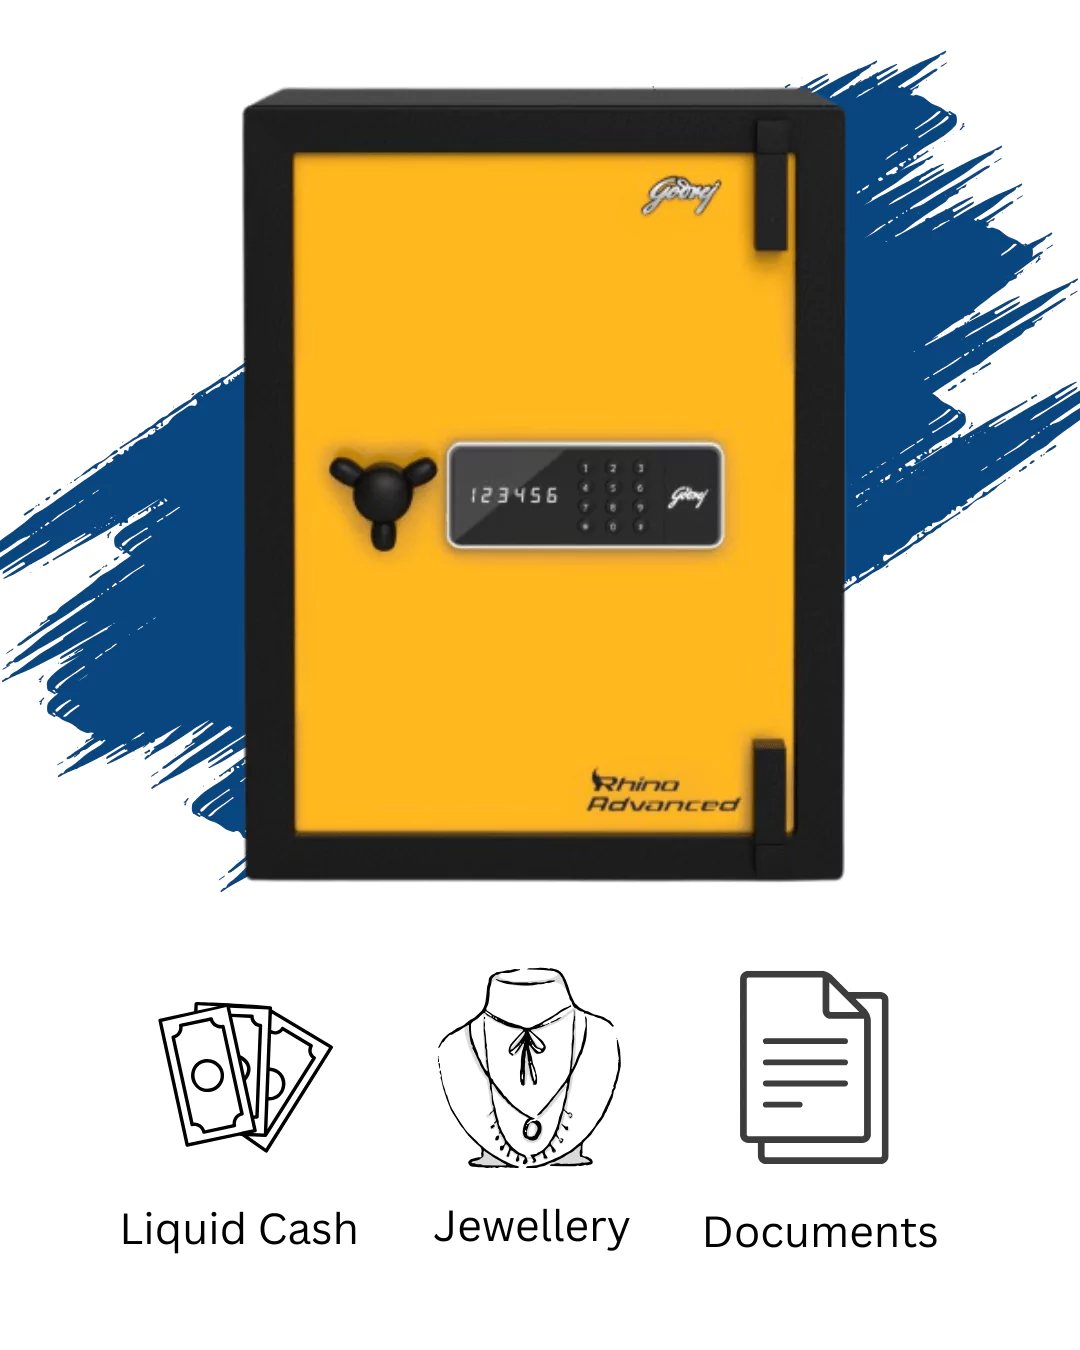 Godrej
123456
1 2 3
4 5 6
7 8 9
* 0 #
Godrej
Rhino
Advanced
Liquid Cash
Jewellery
Documents